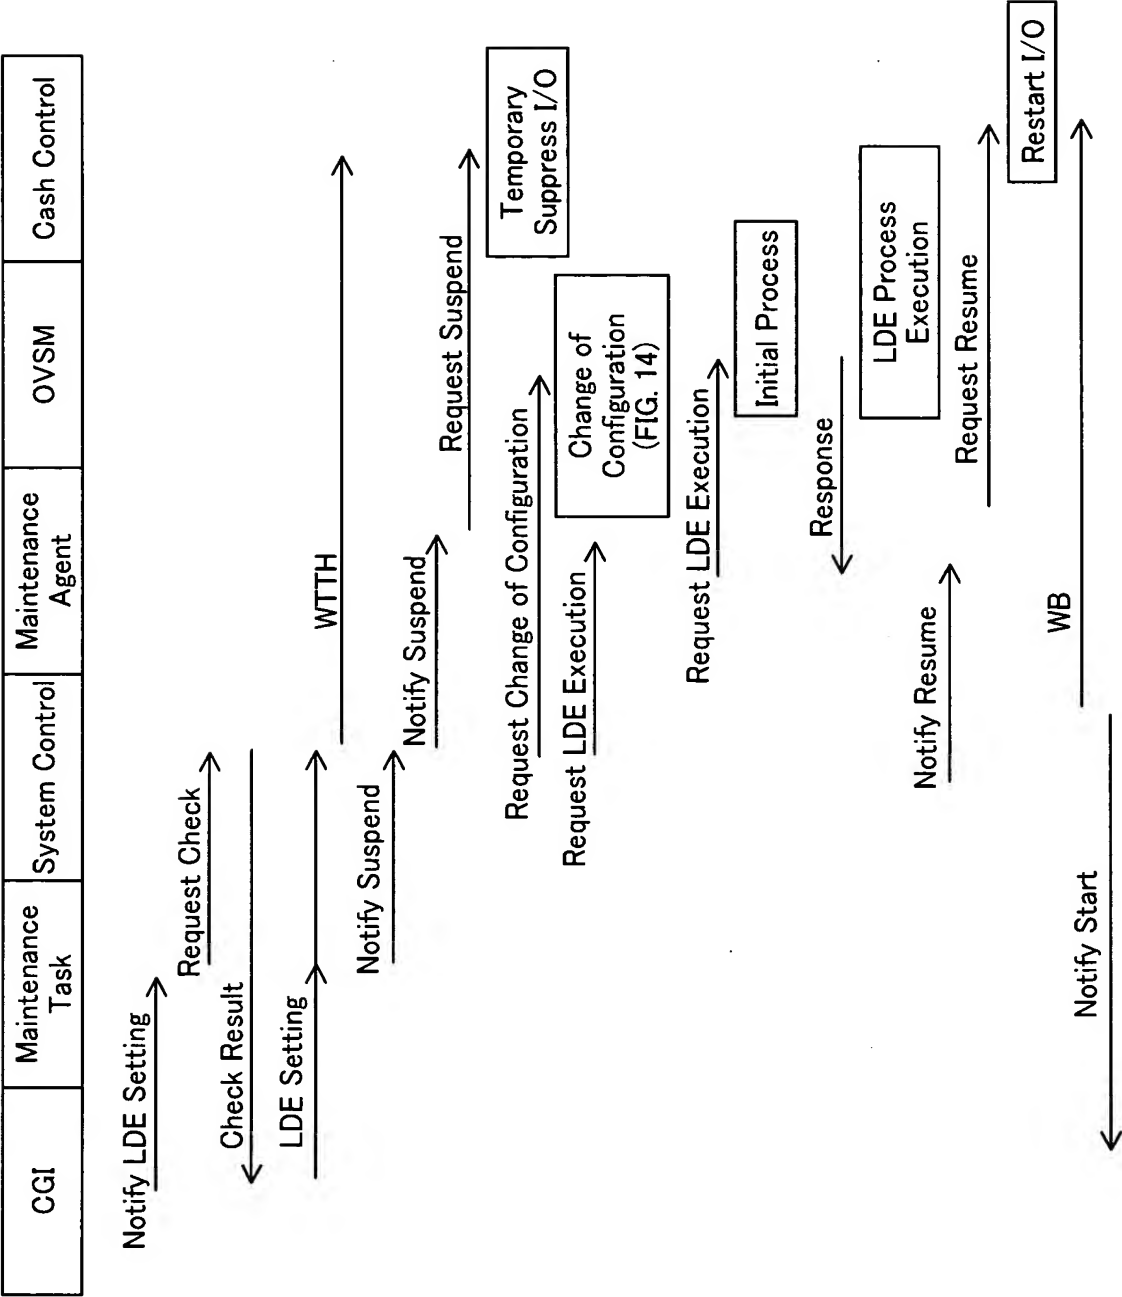 CGI
Maintenance
Task
System Control
Maintenance
Agent
OVSM
Cash Control
Notify LDE Setting
Request Check
Check Result
LDE Setting
WTTH
Notify Suspend
Notify Suspend
Request Suspend
Temporary
Suppress I/O
Request Change of Configuration
Change of
Configuration
(FIG. 14)
Request LDE Execution
Request LDE Execution
Initial Process
Response
LDE Process
Execution
Notify Resume
Request Resume
Restart I/O
WB
Notify Start